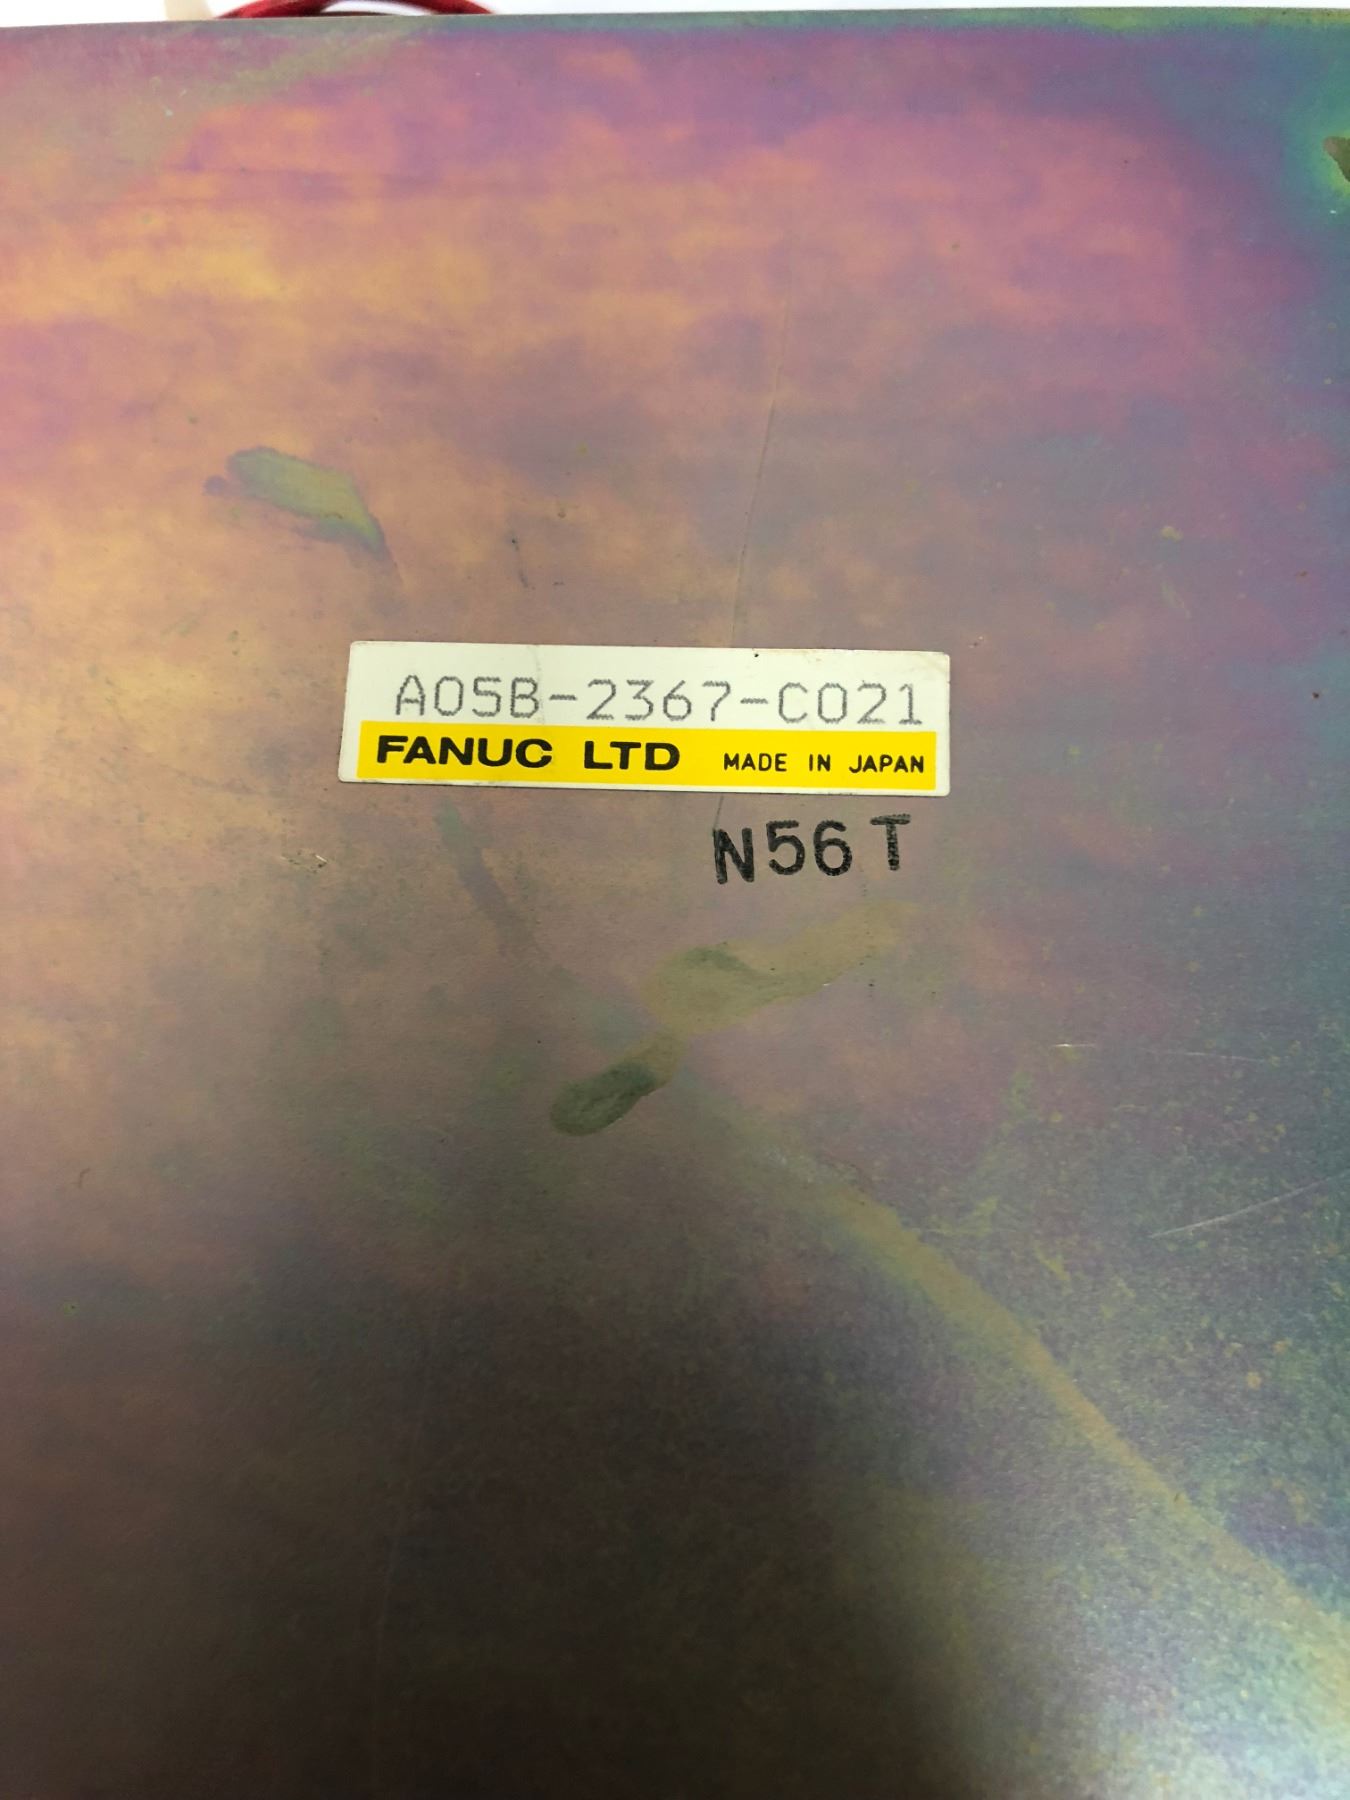 A05B-2367-C021
FANUC LTD MADE IN JAPAN
N56T